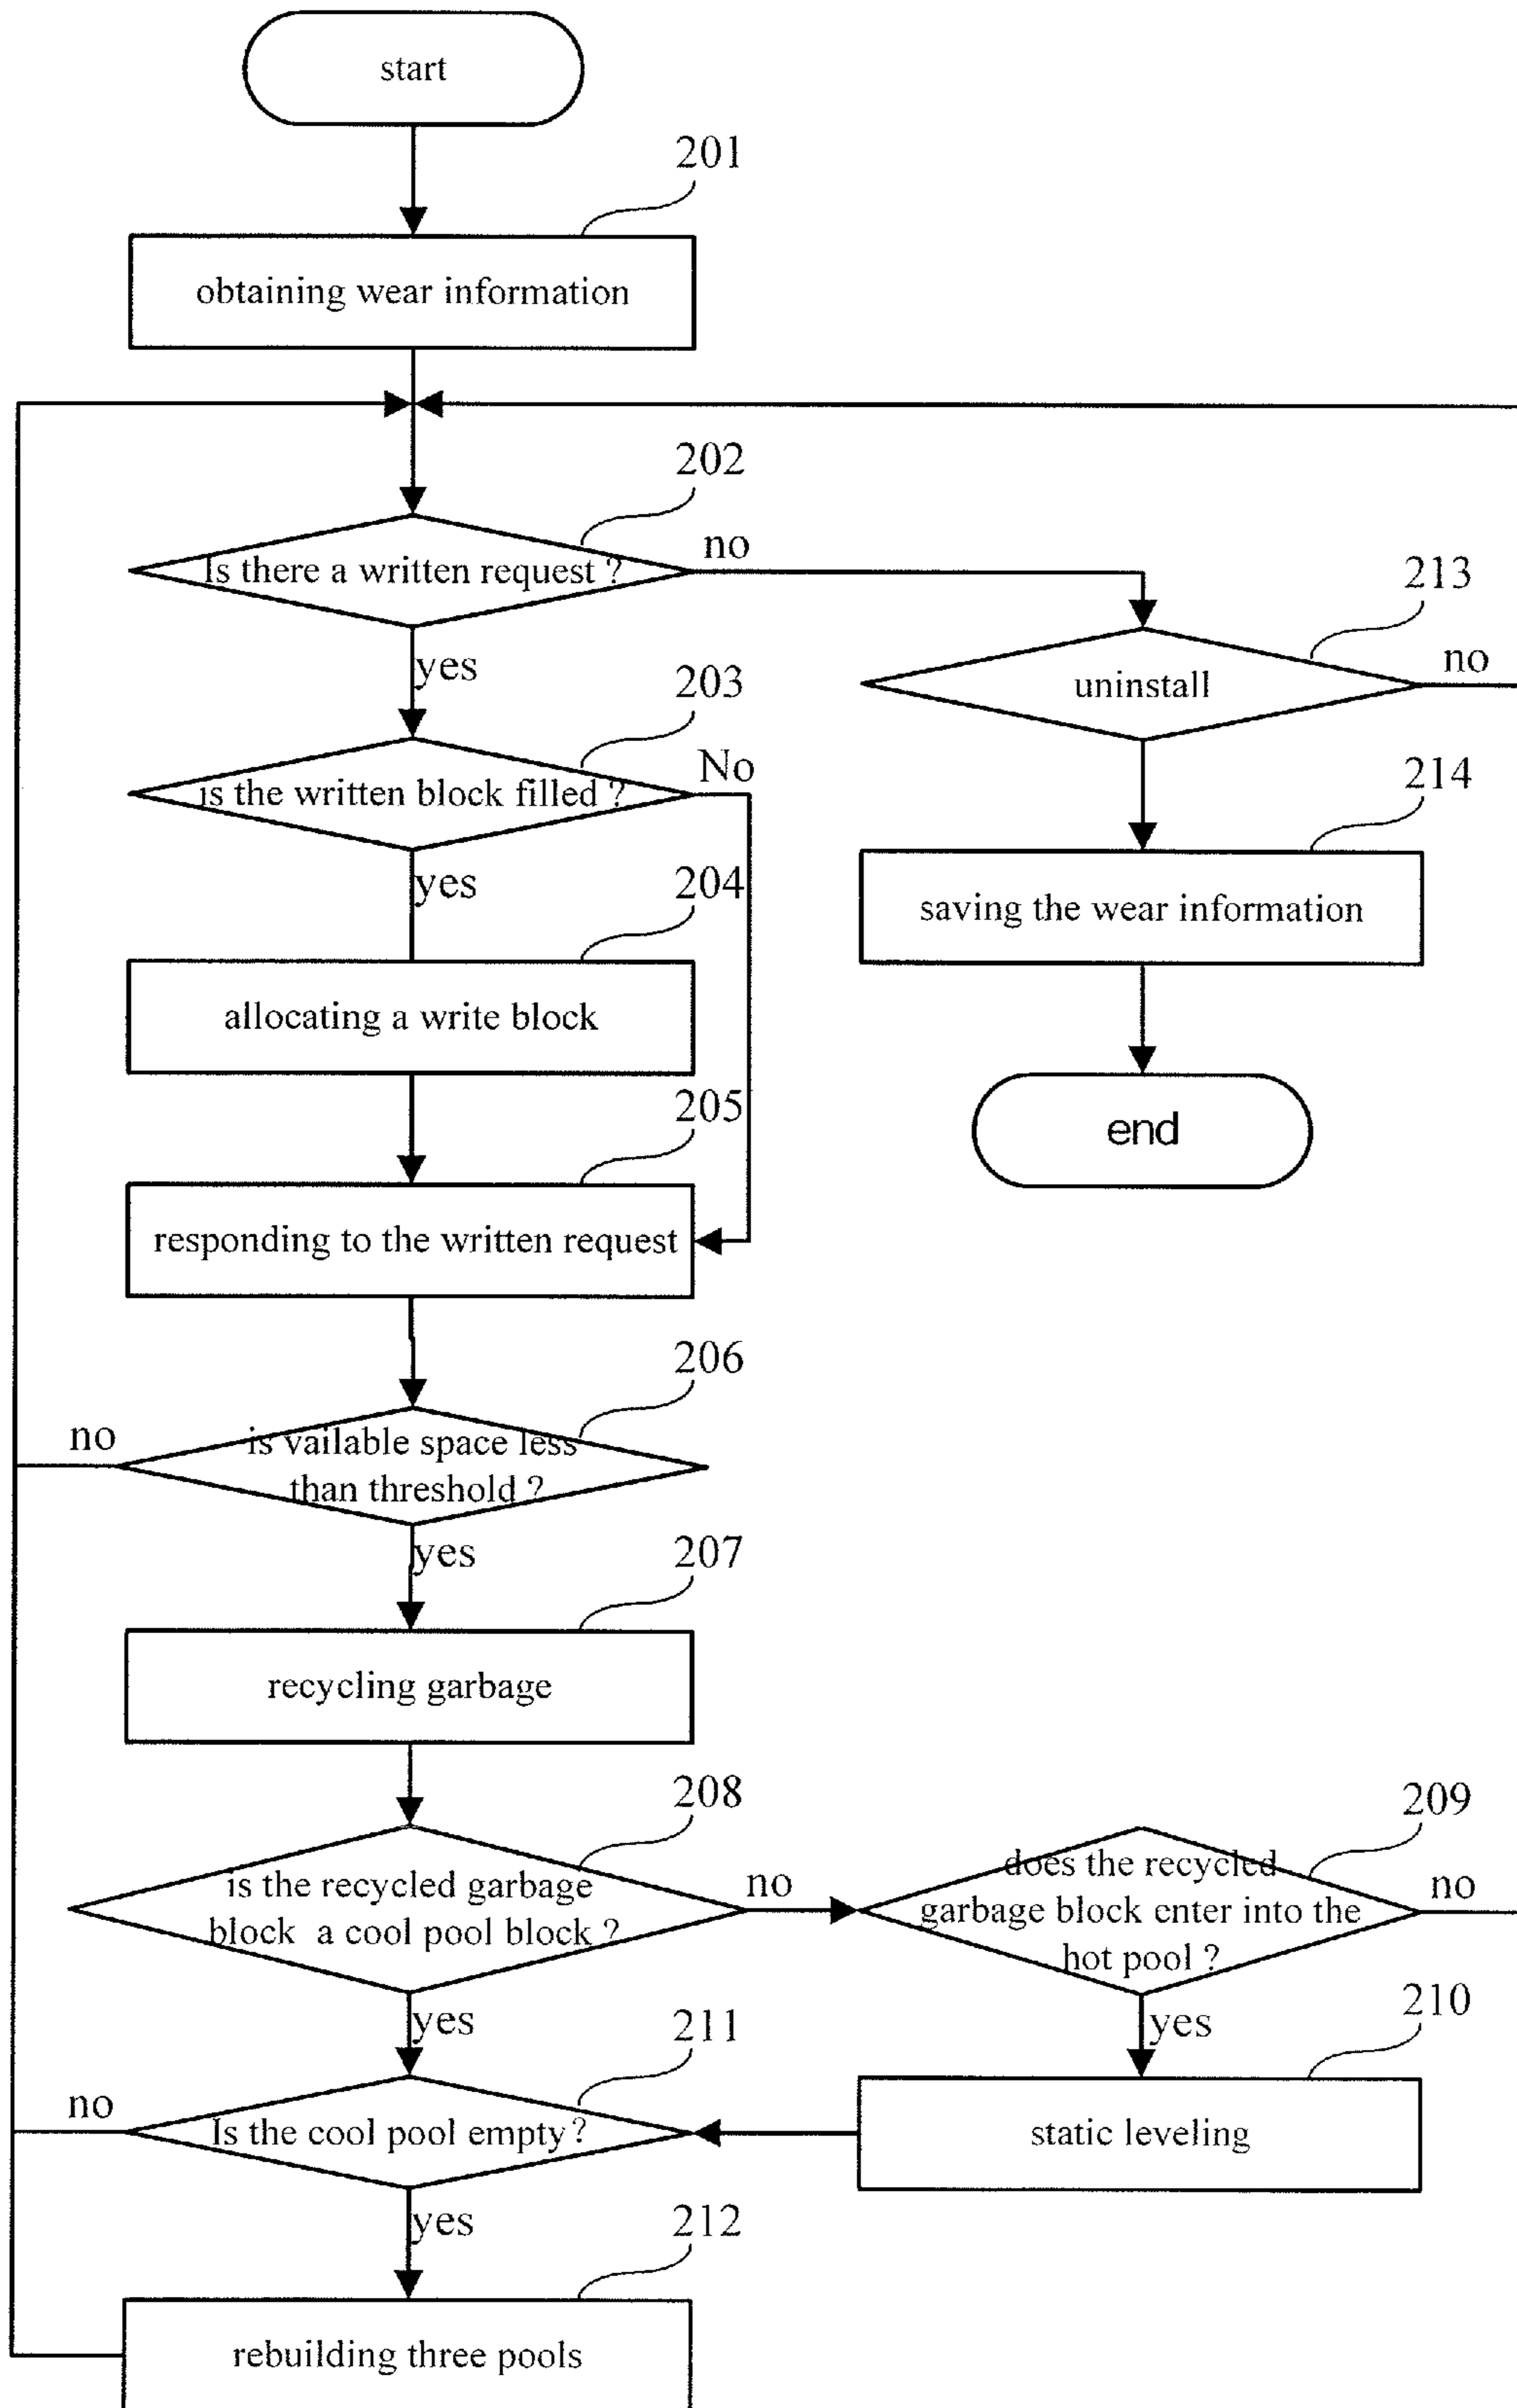 start
201
obtaining wear information
202
Is there a written request ?
no
yes
213
uninstall
no
203
is the written block filled ?
No
yes
214
saving the wear information
204
allocating a write block
end
205
responding to the written request
206
is vailable space less
than threshold ?
no
yes
207
recycling garbage
208
is the recycled garbage
block a cool pool block ?
no
yes
209
does the recycled
garbage block enter into the
hot pool ?
no
yes
210
static leveling
211
Is the cool pool empty?
no
yes
212
rebuilding three pools